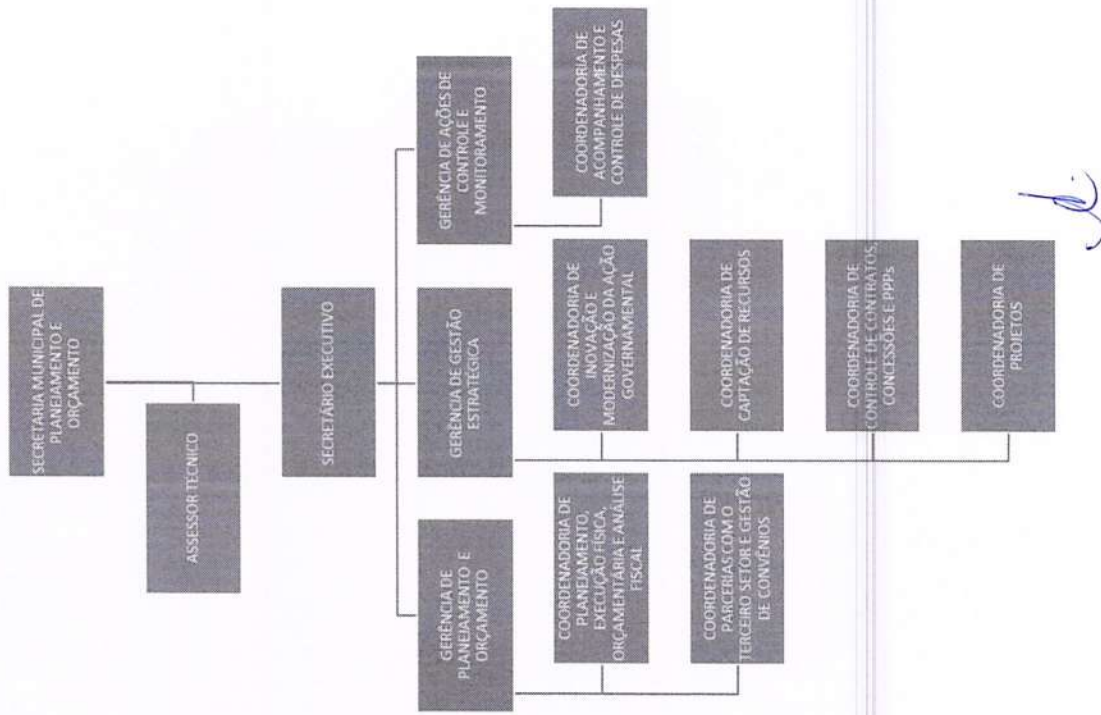 SECRETARIA MUNICIPAL DE
PLANEJAMENTO E
ORÇAMENTO
ASSESSOR TECNICO
SECRETÁRIO EXECUTIVO
GERÊNCIA DE
PLANEJAMENTO E
ORÇAMENTO
COORDENADORIA DE
PLANEJAMENTO,
EXECUÇÃO FÍSICA,
ORÇAMENTÁRIA E ANÁLISE
FISCAL
COORDENADORIA DE
PARCERIAS COM O
TERCEIRO SETOR E GESTÃO
DE CONVÊNIOS
GERÊNCIA DE GESTÃO
ESTRATÉGICA
COORDENADORIA DE
INOVAÇÃO E
MODERNIZAÇÃO DA AÇÃO
GOVERNAMENTAL
COORDENADORIA DE
CAPTAÇÃO DE RECURSOS
COORDENADORIA DE
CONTROLE DE CONTRATOS,
CONCESSÕES E PPPs
COORDENADORIA DE
PROJETOS
GERÊNCIA DE AÇÕES DE
CONTROLE E
MONITORAMENTO
COORDENADORIA DE
ACOMPANHAMENTO E
CONTROLE DE DESPESAS